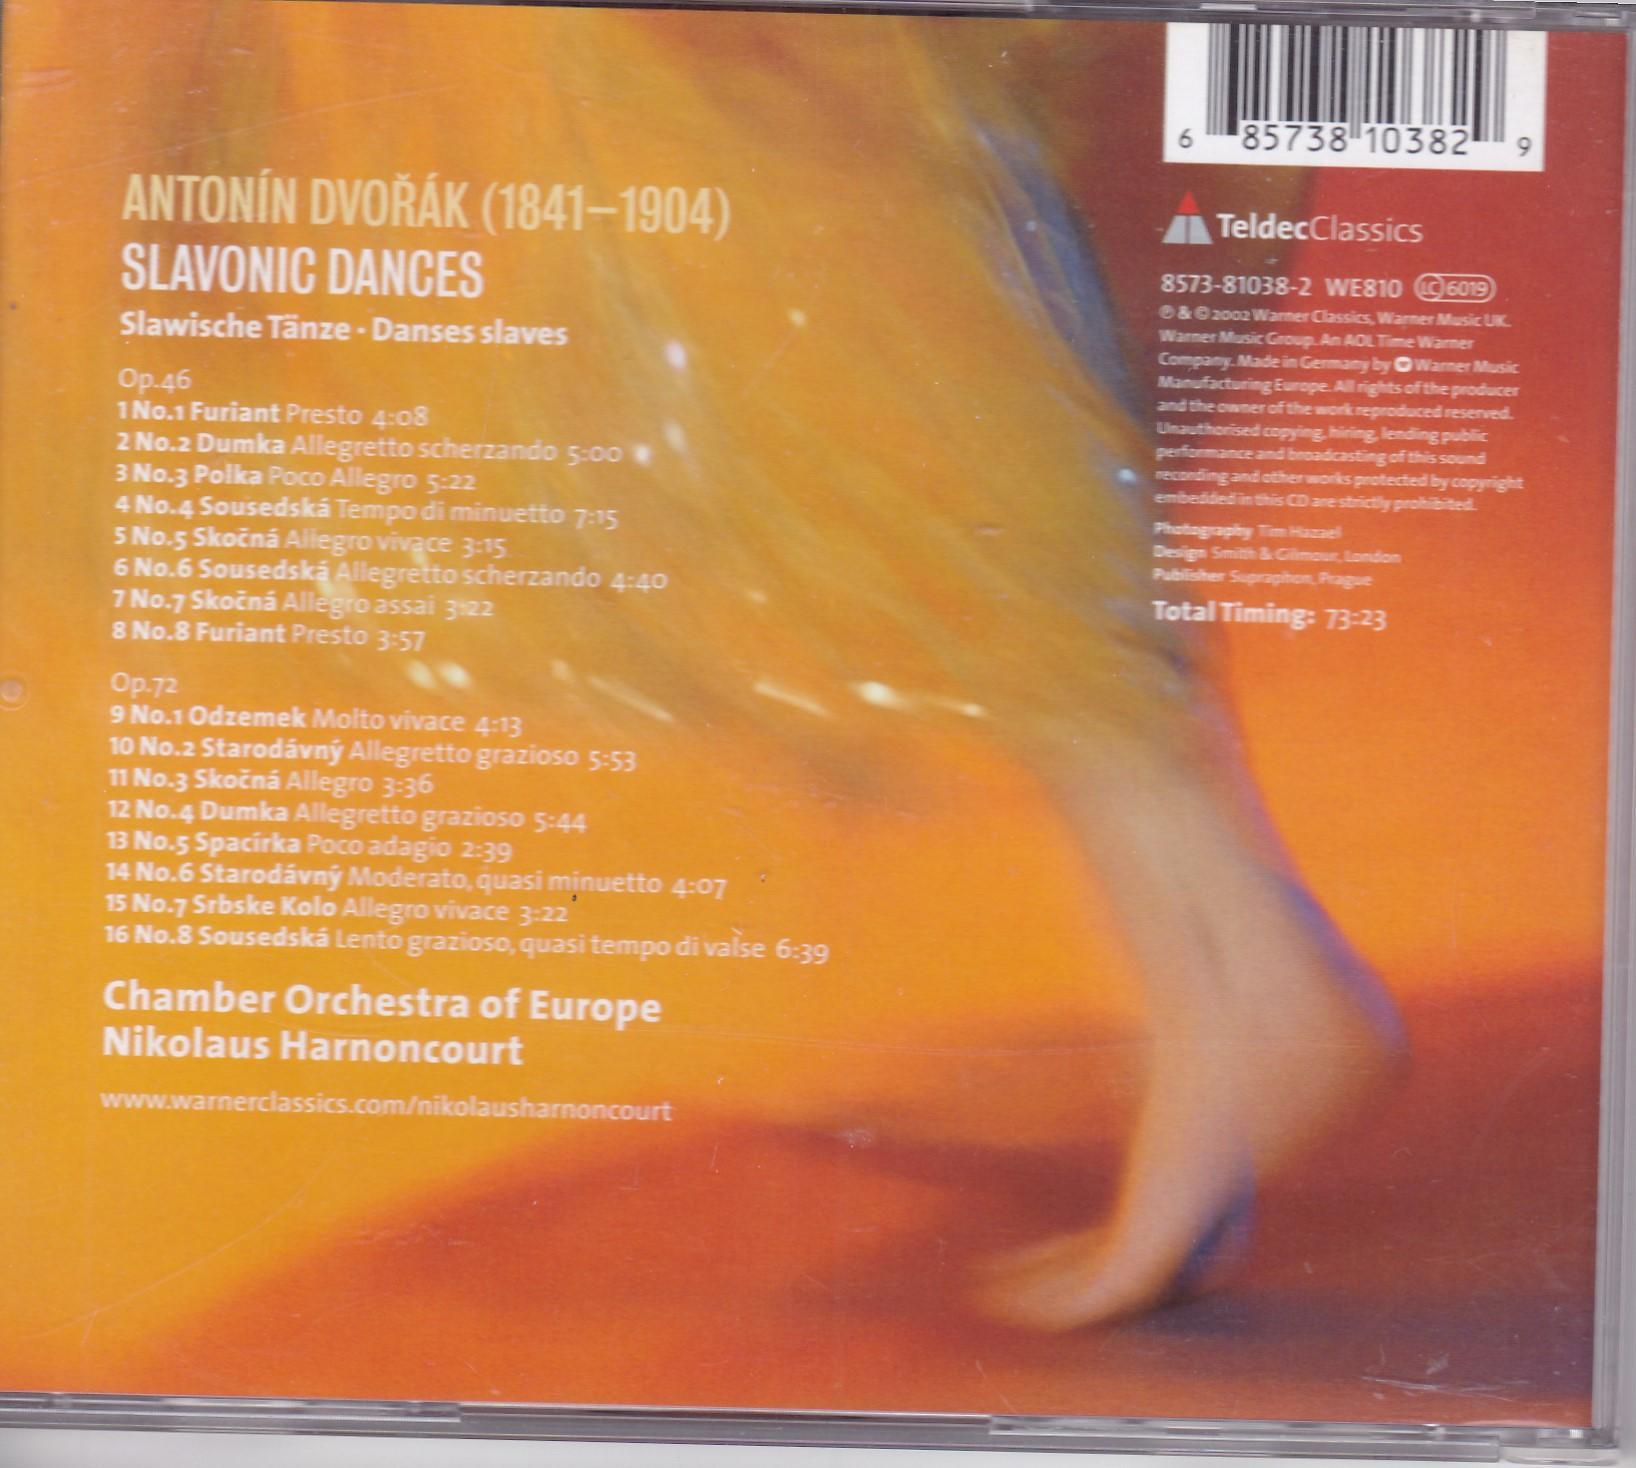 6 85738 10382 9
ANTONÍN DVOŘÁK (1841–1904)
SLAVONIC DANCES
Slawische Tänze · Danses slaves
Op.46
1 No.1 Furiant Presto 4:08
2 No.2 Dumka Allegretto scherzando 5:00
3 No.3 Polka Poco Allegro 5:22
4 No.4 Sousedská Tempo di minuetto 7:15
5 No.5 Skočná Allegro vivace 3:15
6 No.6 Sousedská Allegretto scherzando 4:40
7 No.7 Skočná Allegro assai 3:22
8 No.8 Furiant Presto 3:57
Op.72
9 No.1 Odzemek Molto vivace 4:13
10 No.2 Starodávný Allegretto grazioso 5:53
11 No.3 Skočná Allegro 3:36
12 No.4 Dumka Allegretto grazioso 5:44
13 No.5 Spacírka Poco adagio 2:39
14 No.6 Starodávný Moderato, quasi minuetto 4:07
15 No.7 Srbske Kolo Allegro vivace 3:22
16 No.8 Sousedská Lento grazioso, quasi tempo di valse 6:39
Chamber Orchestra of Europe
Nikolaus Harnoncourt
www.warnerclassics.com/nikolausharnoncourt
TeldecClassics
8573-81038-2 WE810 LC 6019
℗ & © 2002 Warner Classics, Warner Music UK.
Warner Music Group. An AOL Time Warner
Company. Made in Germany by Warner Music
Manufacturing Europe. All rights of the producer
and the owner of the work reproduced reserved.
Unauthorised copying, hiring, lending public
performance and broadcasting of this sound
recording and other works protected by copyright
embedded in this CD are strictly prohibited.
Photography Tim Hazael
Design Smith & Gilmour, London
Publisher Supraphon, Prague
Total Timing: 73:23